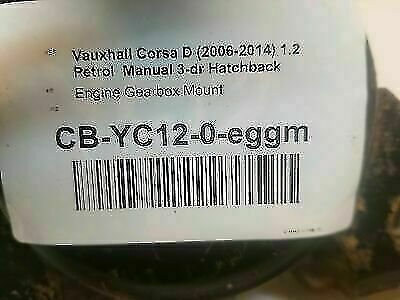 Vauxhall Corsa D (2006-2014) 1.2
Petrol Manual 3-dr Hatchback
Engine Gearbox Mount
CB-YC12-0-eggm